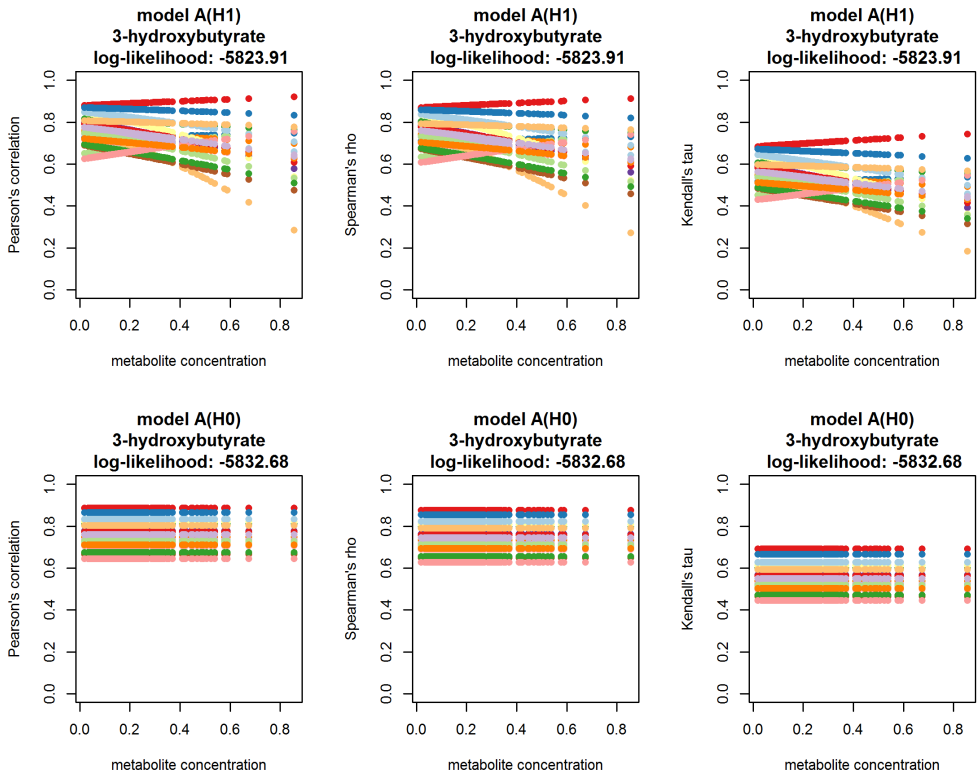 model A(H1)
3-hydroxybutyrate
log-likelihood: -5823.91
Pearson's correlation
0.0 0.2 0.4 0.6 0.8 1.0
0.0 0.2 0.4 0.6 0.8
metabolite concentration
model A(H1)
3-hydroxybutyrate
log-likelihood: -5823.91
Spearman's rho
0.0 0.2 0.4 0.6 0.8 1.0
0.0 0.2 0.4 0.6 0.8
metabolite concentration
model A(H1)
3-hydroxybutyrate
log-likelihood: -5823.91
Kendall's tau
0.0 0.2 0.4 0.6 0.8 1.0
0.0 0.2 0.4 0.6 0.8
metabolite concentration
model A(H0)
3-hydroxybutyrate
log-likelihood: -5832.68
Pearson's correlation
0.0 0.2 0.4 0.6 0.8 1.0
0.0 0.2 0.4 0.6 0.8
metabolite concentration
model A(H0)
3-hydroxybutyrate
log-likelihood: -5832.68
Spearman's rho
0.0 0.2 0.4 0.6 0.8 1.0
0.0 0.2 0.4 0.6 0.8
metabolite concentration
model A(H0)
3-hydroxybutyrate
log-likelihood: -5832.68
Kendall's tau
0.0 0.2 0.4 0.6 0.8 1.0
0.0 0.2 0.4 0.6 0.8
metabolite concentration